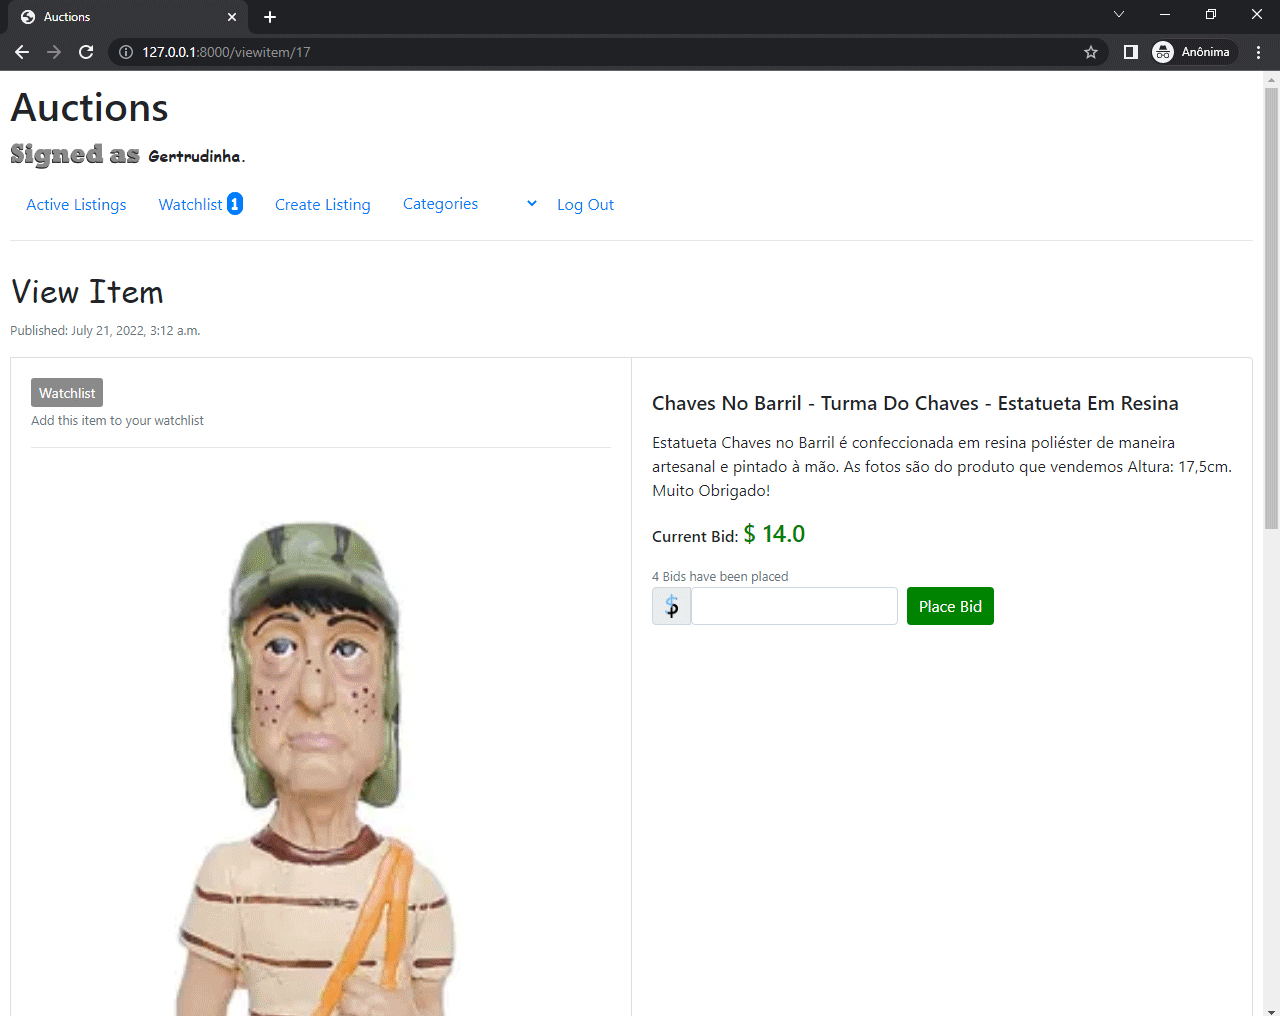 Auctions
127.0.0.1:8000/viewitem/17
Anônima
Auctions
Signed as Gertrudinha.
Active Listings Watchlist 1 Create Listing Categories Log Out
View Item
Published: July 21, 2022, 3:12 a.m.
Watchlist
Add this item to your watchlist
Chaves No Barril - Turma Do Chaves - Estatueta Em Resina
Estatueta Chaves no Barril é confeccionada em resina poliéster de maneira
artesanal e pintado à mão. As fotos são do produto que vendemos Altura: 17,5cm.
Muito Obrigado!
Current Bid: $ 14.0
4 Bids have been placed
$ Place Bid